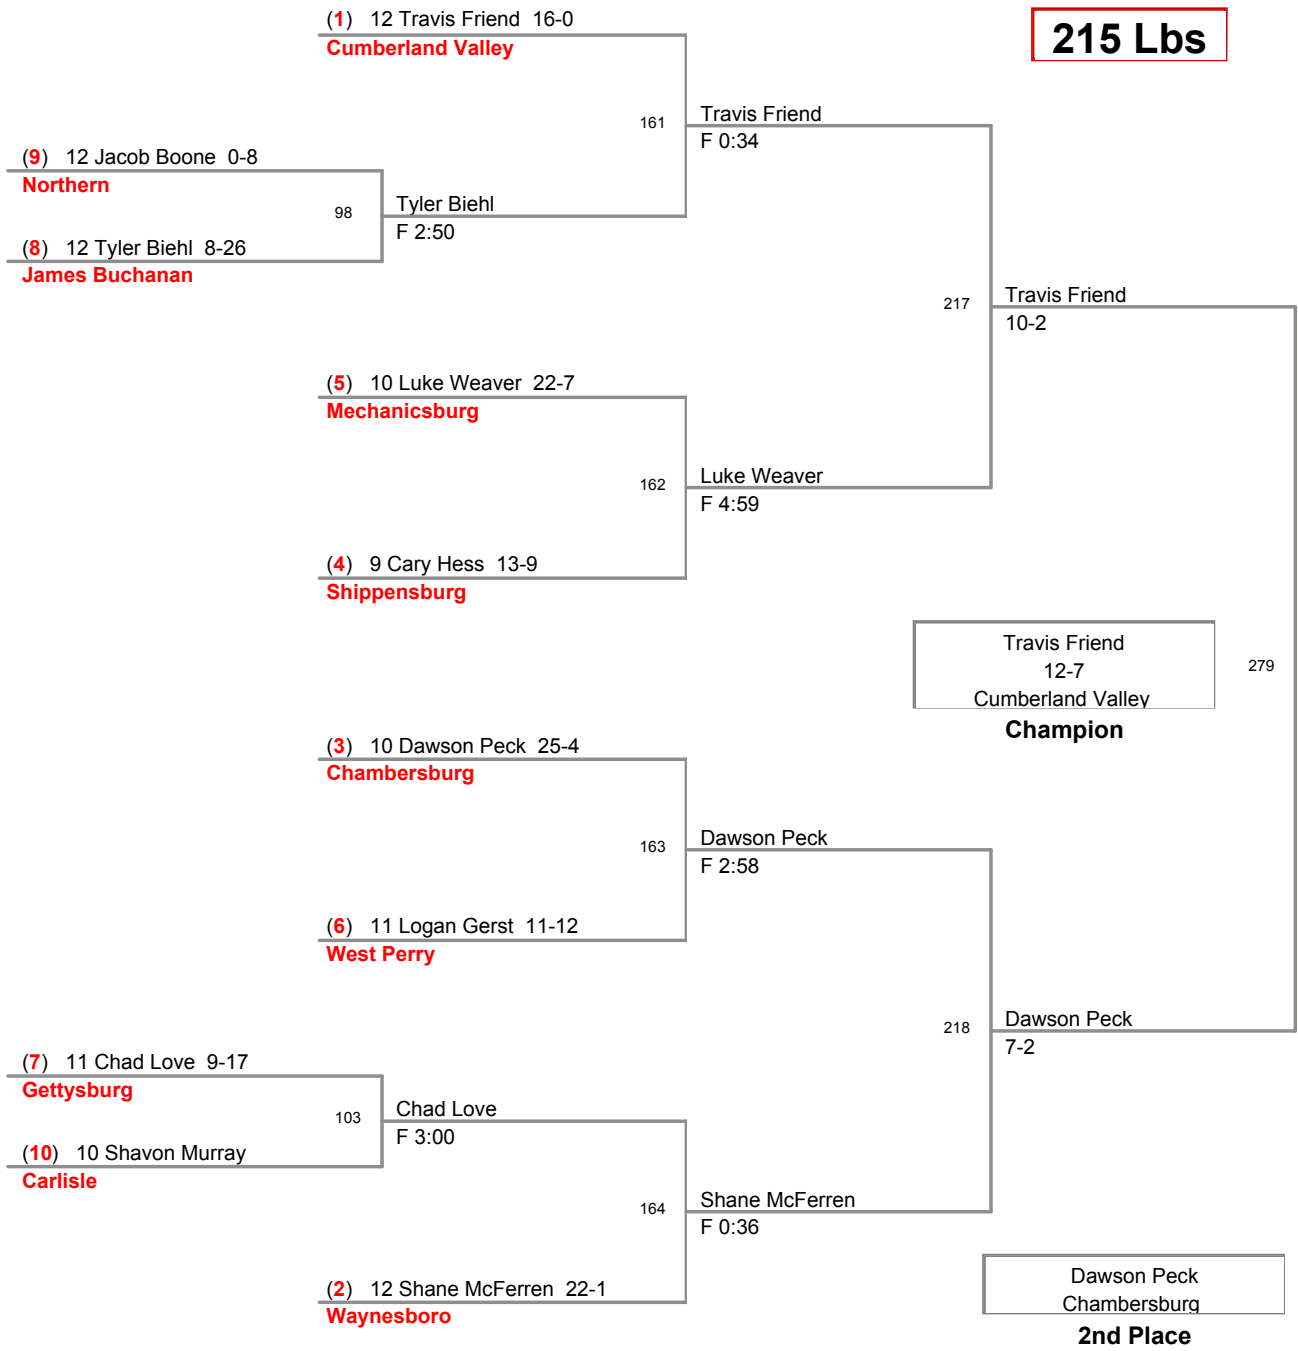 (1) 12 Travis Friend 16-0
Cumberland Valley
215 Lbs
161
Travis Friend
F 0:34
(9) 12 Jacob Boone 0-8
Northern
98
Tyler Biehl
F 2:50
(8) 12 Tyler Biehl 8-26
James Buchanan
217
Travis Friend
10-2
(5) 10 Luke Weaver 22-7
Mechanicsburg
162
Luke Weaver
F 4:59
(4) 9 Cary Hess 13-9
Shippensburg
Travis Friend
12-7
Cumberland Valley
Champion
279
(3) 10 Dawson Peck 25-4
Chambersburg
163
Dawson Peck
F 2:58
(6) 11 Logan Gerst 11-12
West Perry
218
Dawson Peck
7-2
(7) 11 Chad Love 9-17
Gettysburg
103
Chad Love
F 3:00
(10) 10 Shavon Murray
Carlisle
164
Shane McFerren
F 0:36
(2) 12 Shane McFerren 22-1
Waynesboro
Dawson Peck
Chambersburg
2nd Place